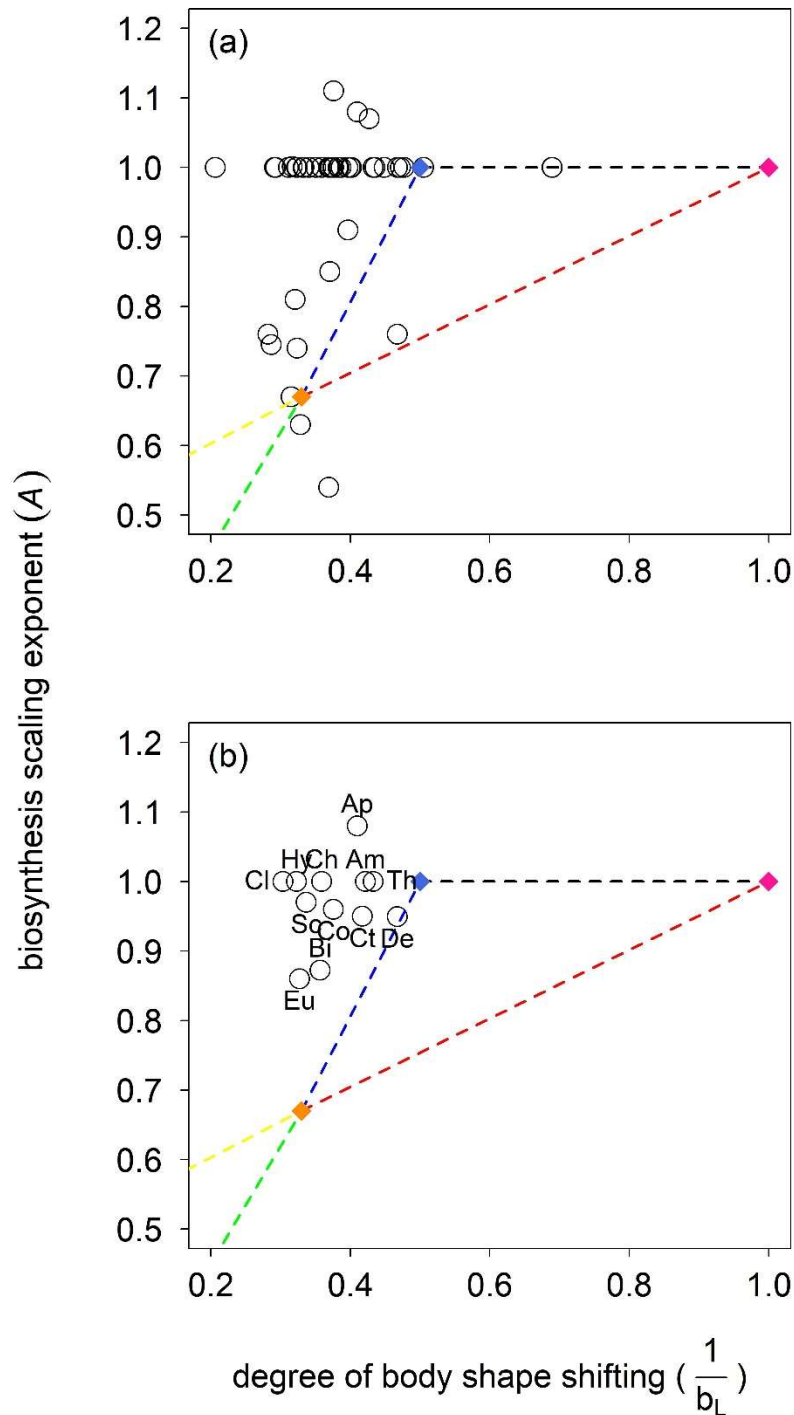 (a)
1.2
1.1
1.0
0.9
0.8
0.7
0.6
0.5
0.2 0.4 0.6 0.8 1.0
biosynthesis scaling exponent (A)
(b)
1.2
1.1
1.0
0.9
0.8
0.7
0.6
0.5
Ap
Hy Ch Am
Cl Th
Sc Co Ct De
Bi
Eu
0.2 0.4 0.6 0.8 1.0
degree of body shape shifting (1/b_L)